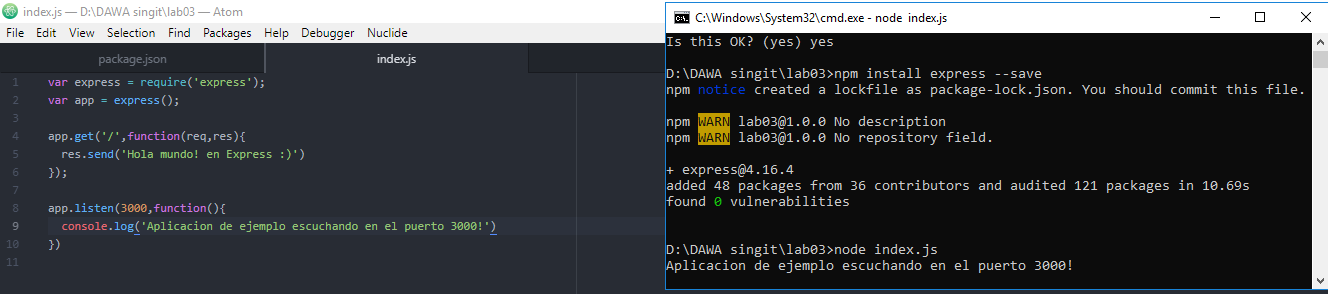 index.js — D:\DAWA singit\lab03 — Atom
File Edit View Selection Find Packages Help Debugger Nuclide
package.json
index.js
1 var express = require('express');
2 var app = express();
3
4 app.get('/',function(req,res){
5 res.send('Hola mundo! en Express :)')
6 });
7
8 app.listen(3000,function(){
9 console.log('Aplicacion de ejemplo escuchando en el puerto 3000!')
10 })
11
C:\Windows\System32\cmd.exe - node index.js
Is this OK? (yes) yes
D:\DAWA singit\lab03>npm install express --save
npm notice created a lockfile as package-lock.json. You should commit this file.
npm WARN lab03@1.0.0 No description
npm WARN lab03@1.0.0 No repository field.
+ express@4.16.4
added 48 packages from 36 contributors and audited 121 packages in 10.69s
found 0 vulnerabilities
D:\DAWA singit\lab03>node index.js
Aplicacion de ejemplo escuchando en el puerto 3000!